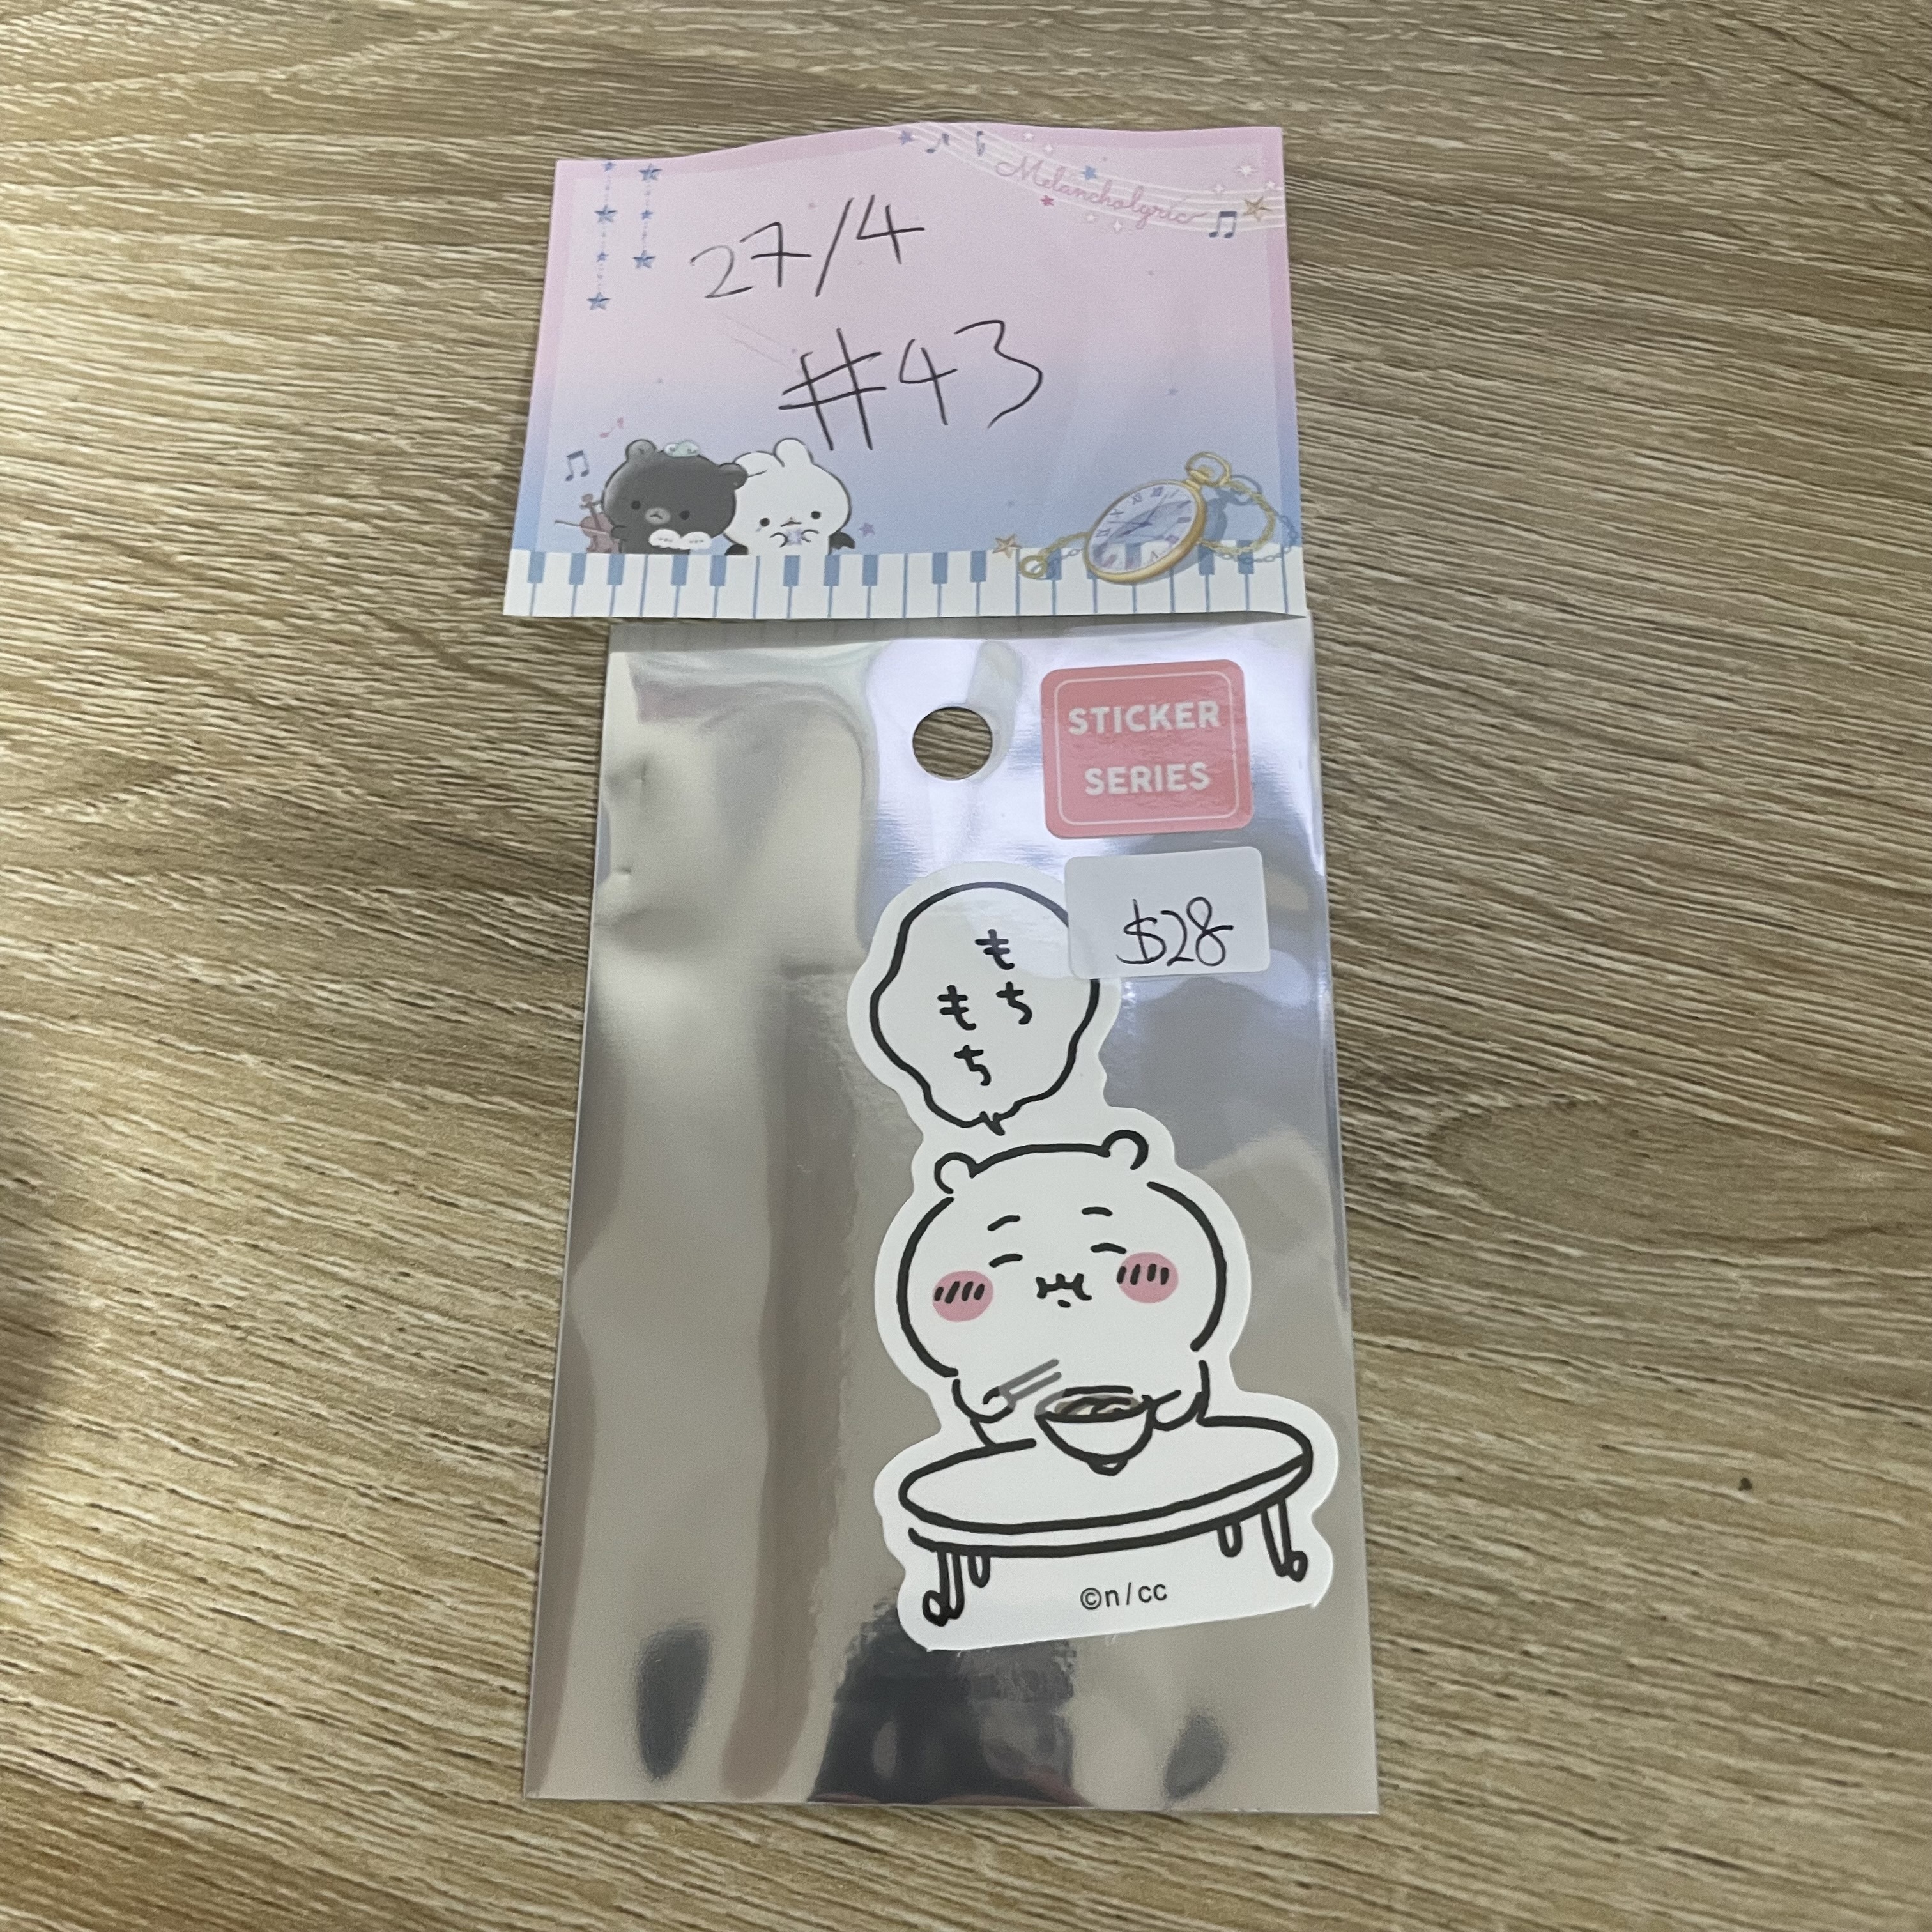 Melancholyric
27/4
#43
STICKER
SERIES
$28
もち
もち
©n/cc